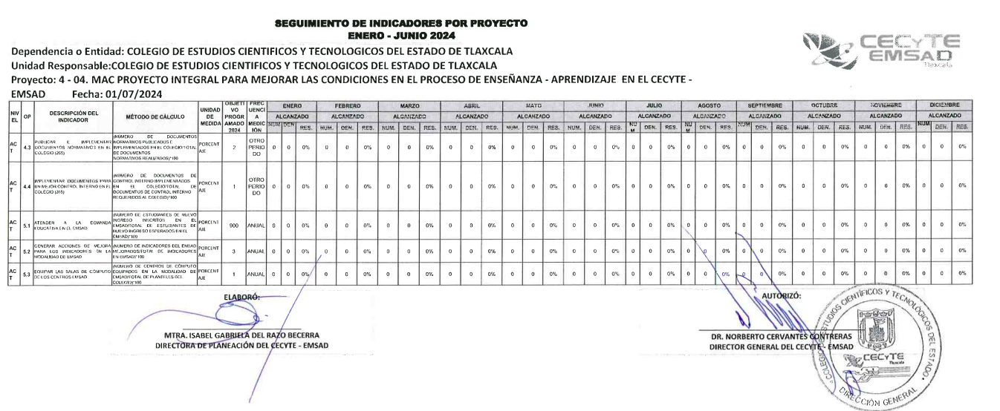 SEGUIMIENTO DE INDICADORES POR PROYECTO
ENERO - JUNIO 2024
CECyTE
EMSAD
Tlaxcala
Dependencia o Entidad: COLEGIO DE ESTUDIOS CIENTIFICOS Y TECNOLOGICOS DEL ESTADO DE TLAXCALA
Unidad Responsable:COLEGIO DE ESTUDIOS CIENTIFICOS Y TECNOLOGICOS DEL ESTADO DE TLAXCALA
Proyecto: 4 - 04. MAC PROYECTO INTEGRAL PARA MEJORAR LAS CONDICIONES EN EL PROCESO DE ENSEÑANZA - APRENDIZAJE EN EL CECYTE -
EMSAD Fecha: 01/07/2024
NIVEL OP DESCRIPCIÓN DEL INDICADOR MÉTODO DE CÁLCULO UNIDAD DE MEDIDA OBJETIVO PROGRAMADO 2024 FRECUENCIA MEDICIÓN ENERO FEBRERO MARZO ABRIL MAYO JUNIO JULIO AGOSTO SEPTIEMBRE OCTUBRE NOVIEMBRE DICIEMBRE
ALCANZADO ALCANZADO ALCANZADO ALCANZADO ALCANZADO ALCANZADO ALCANZADO ALCANZADO ALCANZADO ALCANZADO ALCANZADO ALCANZADO
NUM DEN RES. NUM. DEN. RES. NUM. DEN. RES. NUM. DEN. RES. NUM. DEN. RES. NUM. DEN. RES. NUM DEN. RES. NUM DEN. RES. NUM DEN. RES. NUM. DEN. RES. NUM. DEN. RES. NUM DEN. RES.
ACT 4.3 PUBLICAR E IMPLEMENTAR DOCUMENTOS NORMATIVOS EN EL COLEGIO (265) (NÚMERO DE DOCUMENTOS NORMATIVOS PUBLICADOS E IMPLEMENTADOS EN EL COLEGIO/TOTAL DE DOCUMENTOS NORMATIVOS REALIZADOS)*100 PORCENTAJE 2 OTRO PERIODO 0 0 0% 0 0 0% 0 0 0% 0 0 0% 0 0 0% 0 0 0% 0 0 0% 0 0 0% 0 0 0% 0 0 0% 0 0 0% 0 0 0%
ACT 4.4 IMPLEMENTAR DOCUMENTOS PARA UN MEJOR CONTROL INTERNO EN EL COLEGIO (265) (NÚMERO DE DOCUMENTOS DE CONTROL INTERNO IMPLEMENTADOS EN EL COLEGIO/TOTAL DE DOCUMENTOS DE CONTROL INTERNO REQUERIDOS AL COLEGIO)*100 PORCENTAJE 1 OTRO PERIODO 0 0 0% 0 0 0% 0 0 0% 0 0 0% 0 0 0% 0 0 0% 0 0 0% 0 0 0% 0 0 0% 0 0 0% 0 0 0% 0 0 0%
ACT 5.1 ATENDER A LA DEMANDA EDUCATIVA EN EL EMSAD (NÚMERO DE ESTUDIANTES DE NUEVO INGRESO INSCRITOS EN EL EMSAD/TOTAL DE ESTUDIANTES DE NUEVO INGRESO ESPERADOS EN EL EMSAD)*100 PORCENTAJE 900 ANUAL 0 0 0% 0 0 0% 0 0 0% 0 0 0% 0 0 0% 0 0 0% 0 0 0% 0 0 0% 0 0 0% 0 0 0% 0 0 0% 0 0 0%
ACT 5.2 GENERAR ACCIONES DE MEJORA PARA LOS INDICADORES EN LA MODALIDAD DE EMSAD (NUMERO DE INDICADORES DEL EMSAD MEJORADOS/TOTAL DE INDICADORES EN EMSAD)*100 PORCENTAJE 3 ANUAL 0 0 0% 0 0 0% 0 0 0% 0 0 0% 0 0 0% 0 0 0% 0 0 0% 0 0 0% 0 0 0% 0 0 0% 0 0 0% 0 0 0%
ACT 5.3 EQUIPAR LAS SALAS DE CÓMPUTO DE LOS CENTROS EMSAD (NÚMERO DE CENTROS DE CÓMPUTO EQUIPADOS EN LA MODALIDAD DE EMSAD/TOTAL DE PLANTELES DEL COLEGIO)*100 PORCENTAJE 1 ANUAL 0 0 0% 0 0 0% 0 0 0% 0 0 0% 0 0 0% 0 0 0% 0 0 0% 0 0 0% 0 0 0% 0 0 0% 0 0 0% 0 0 0%
ELABORÓ: AUTORIZÓ:
MTRA. ISABEL GABRIELA DEL RAZO BECERRA DR. NORBERTO CERVANTES CONTRERAS
DIRECTORA DE PLANEACIÓN DEL CECYTE - EMSAD DIRECTOR GENERAL DEL CECYTE - EMSAD
COLEGIO DE ESTUDIOS CIENTÍFICOS Y TECNOLÓGICOS DEL ESTADO
CECYTE
Tlaxcala
DIRECCIÓN GENERAL